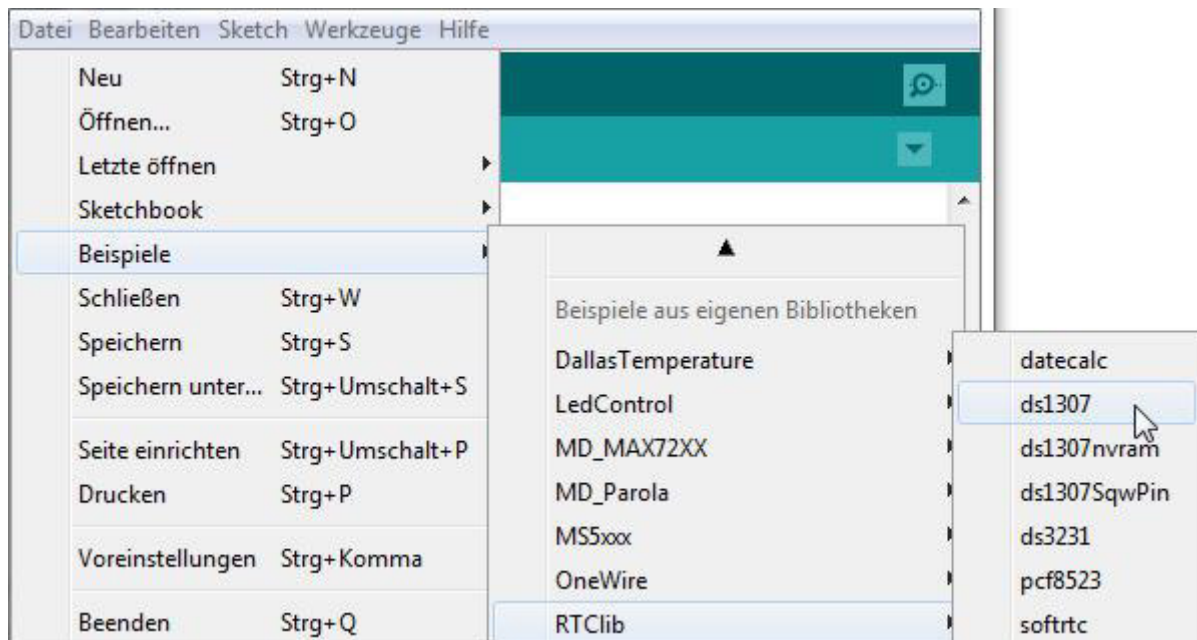 Datei Bearbeiten Sketch Werkzeuge Hilfe
Neu Strg+N
Öffnen... Strg+O
Letzte öffnen
Sketchbook
Beispiele
Schließen Strg+W
Speichern Strg+S
Speichern unter... Strg+Umschalt+S
Seite einrichten Strg+Umschalt+P
Drucken Strg+P
Voreinstellungen Strg+Komma
Beenden Strg+Q
Beispiele aus eigenen Bibliotheken
DallasTemperature
LedControl
MD_MAX72XX
MD_Parola
MS5xxx
OneWire
RTClib
datecalc
ds1307
ds1307nvram
ds1307SqwPin
ds3231
pcf8523
softrtc